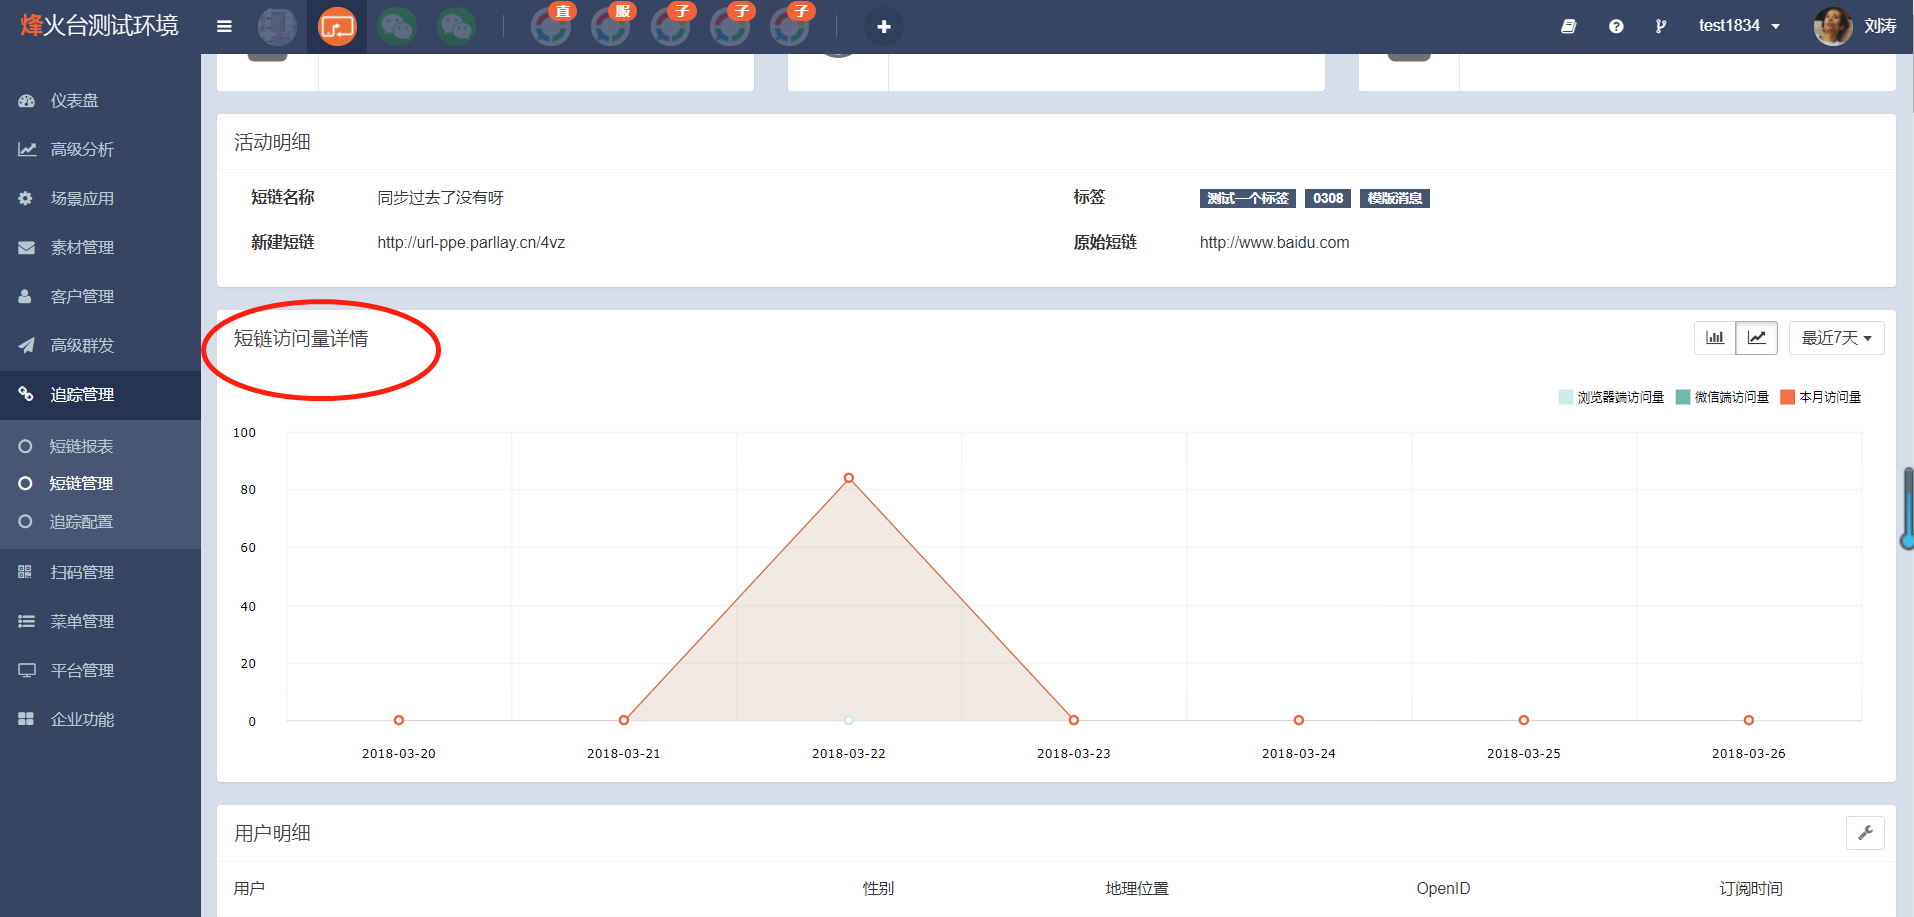 烽火台测试环境
直 服 子 子 子
test1834
刘涛
仪表盘
高级分析
场景应用
素材管理
客户管理
高级群发
追踪管理
短链报表
短链管理
追踪配置
扫码管理
菜单管理
平台管理
企业功能
活动明细
短链名称 同步过去了没有呀 标签 测试一个标签 0308 模版消息
新建短链 http://url-ppe.parllay.cn/4vz 原始短链 http://www.baidu.com
短链访问量详情 最近7天
浏览器端访问量 微信端访问量 本月访问量
100
80
60
40
20
0
2018-03-20 2018-03-21 2018-03-22 2018-03-23 2018-03-24 2018-03-25 2018-03-26
用户明细
用户 性别 地理位置 OpenID 订阅时间